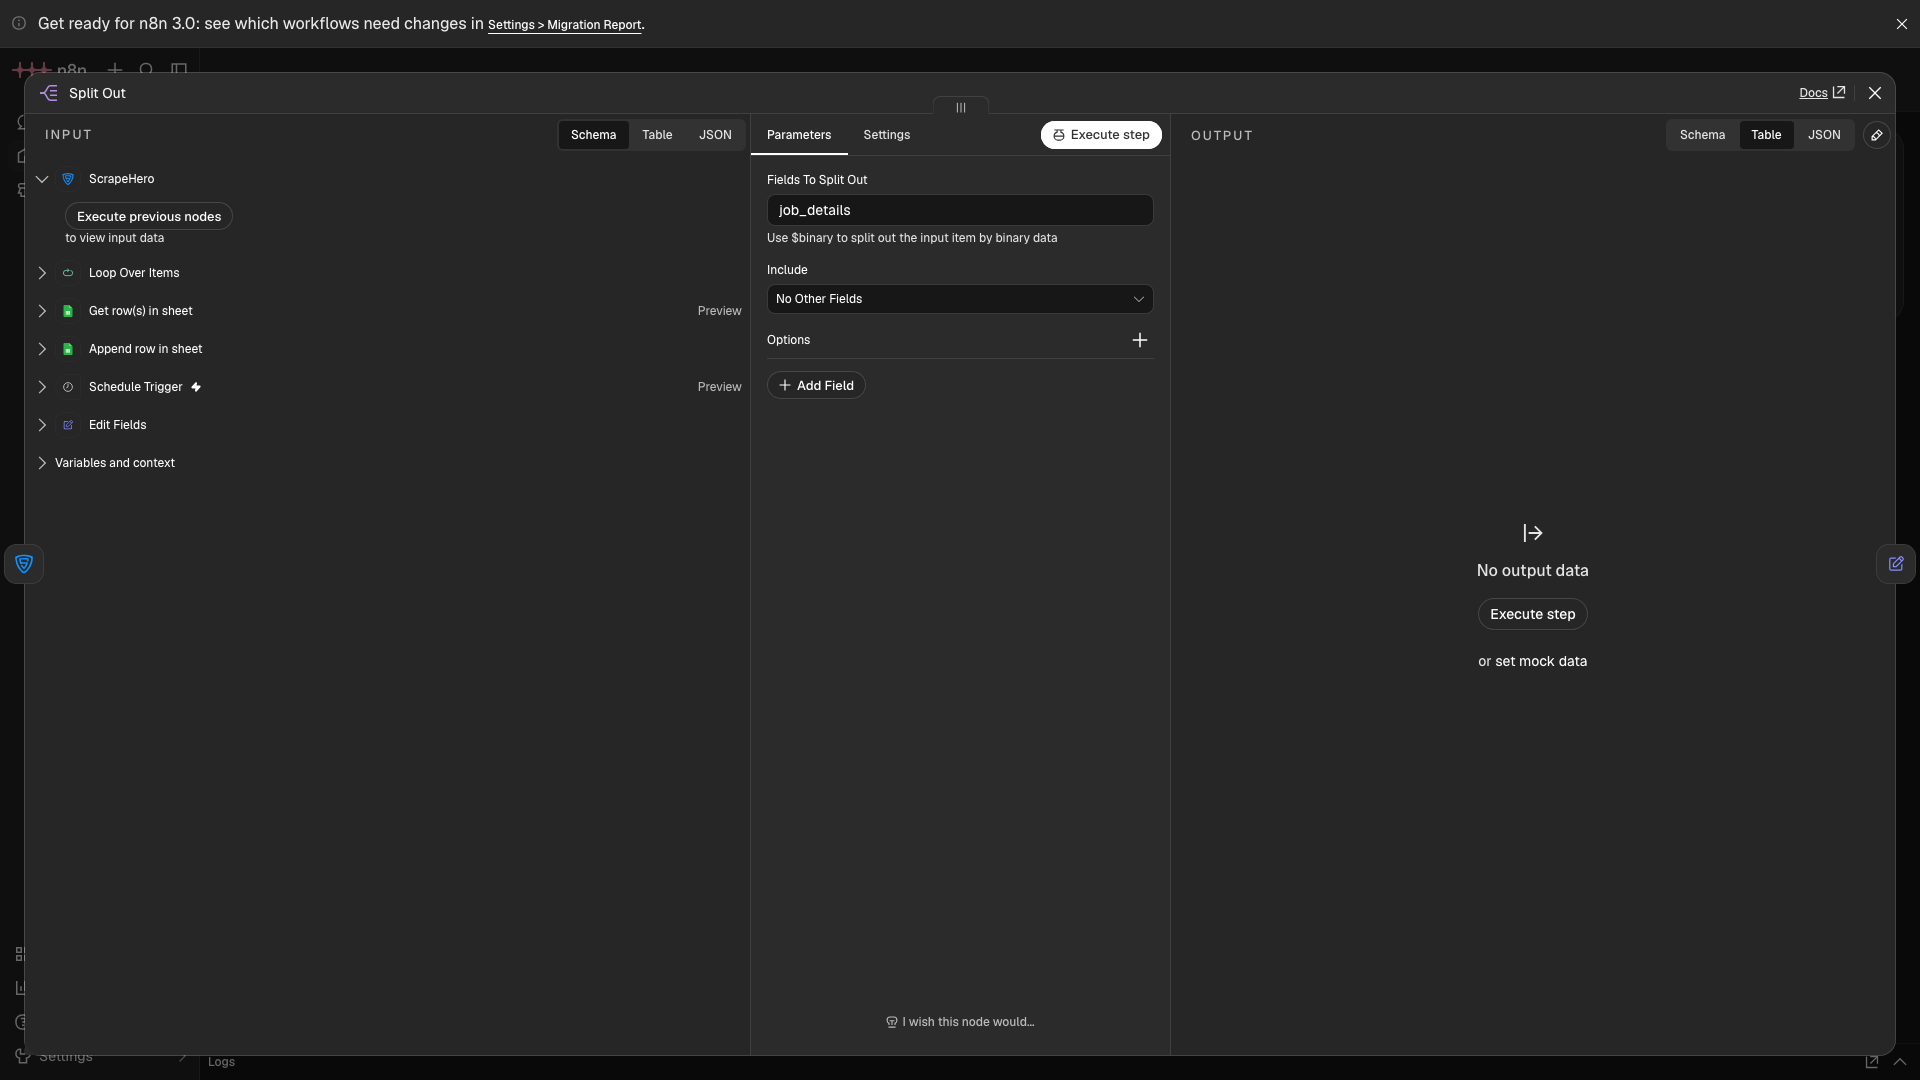 Get ready for n8n 3.0: see which workflows need changes in Settings > Migration Report.
n8n
Split Out
Docs
INPUT
Schema
Table
JSON
Parameters
Settings
Execute step
OUTPUT
Schema
Table
JSON
ScrapeHero
Execute previous nodes
to view input data
Loop Over Items
Get row(s) in sheet
Preview
Append row in sheet
Schedule Trigger
Preview
Edit Fields
Variables and context
Fields To Split Out
job_details
Use $binary to split out the input item by binary data
Include
No Other Fields
Options
Add Field
I wish this node would...
No output data
Execute step
or set mock data
Settings
Logs